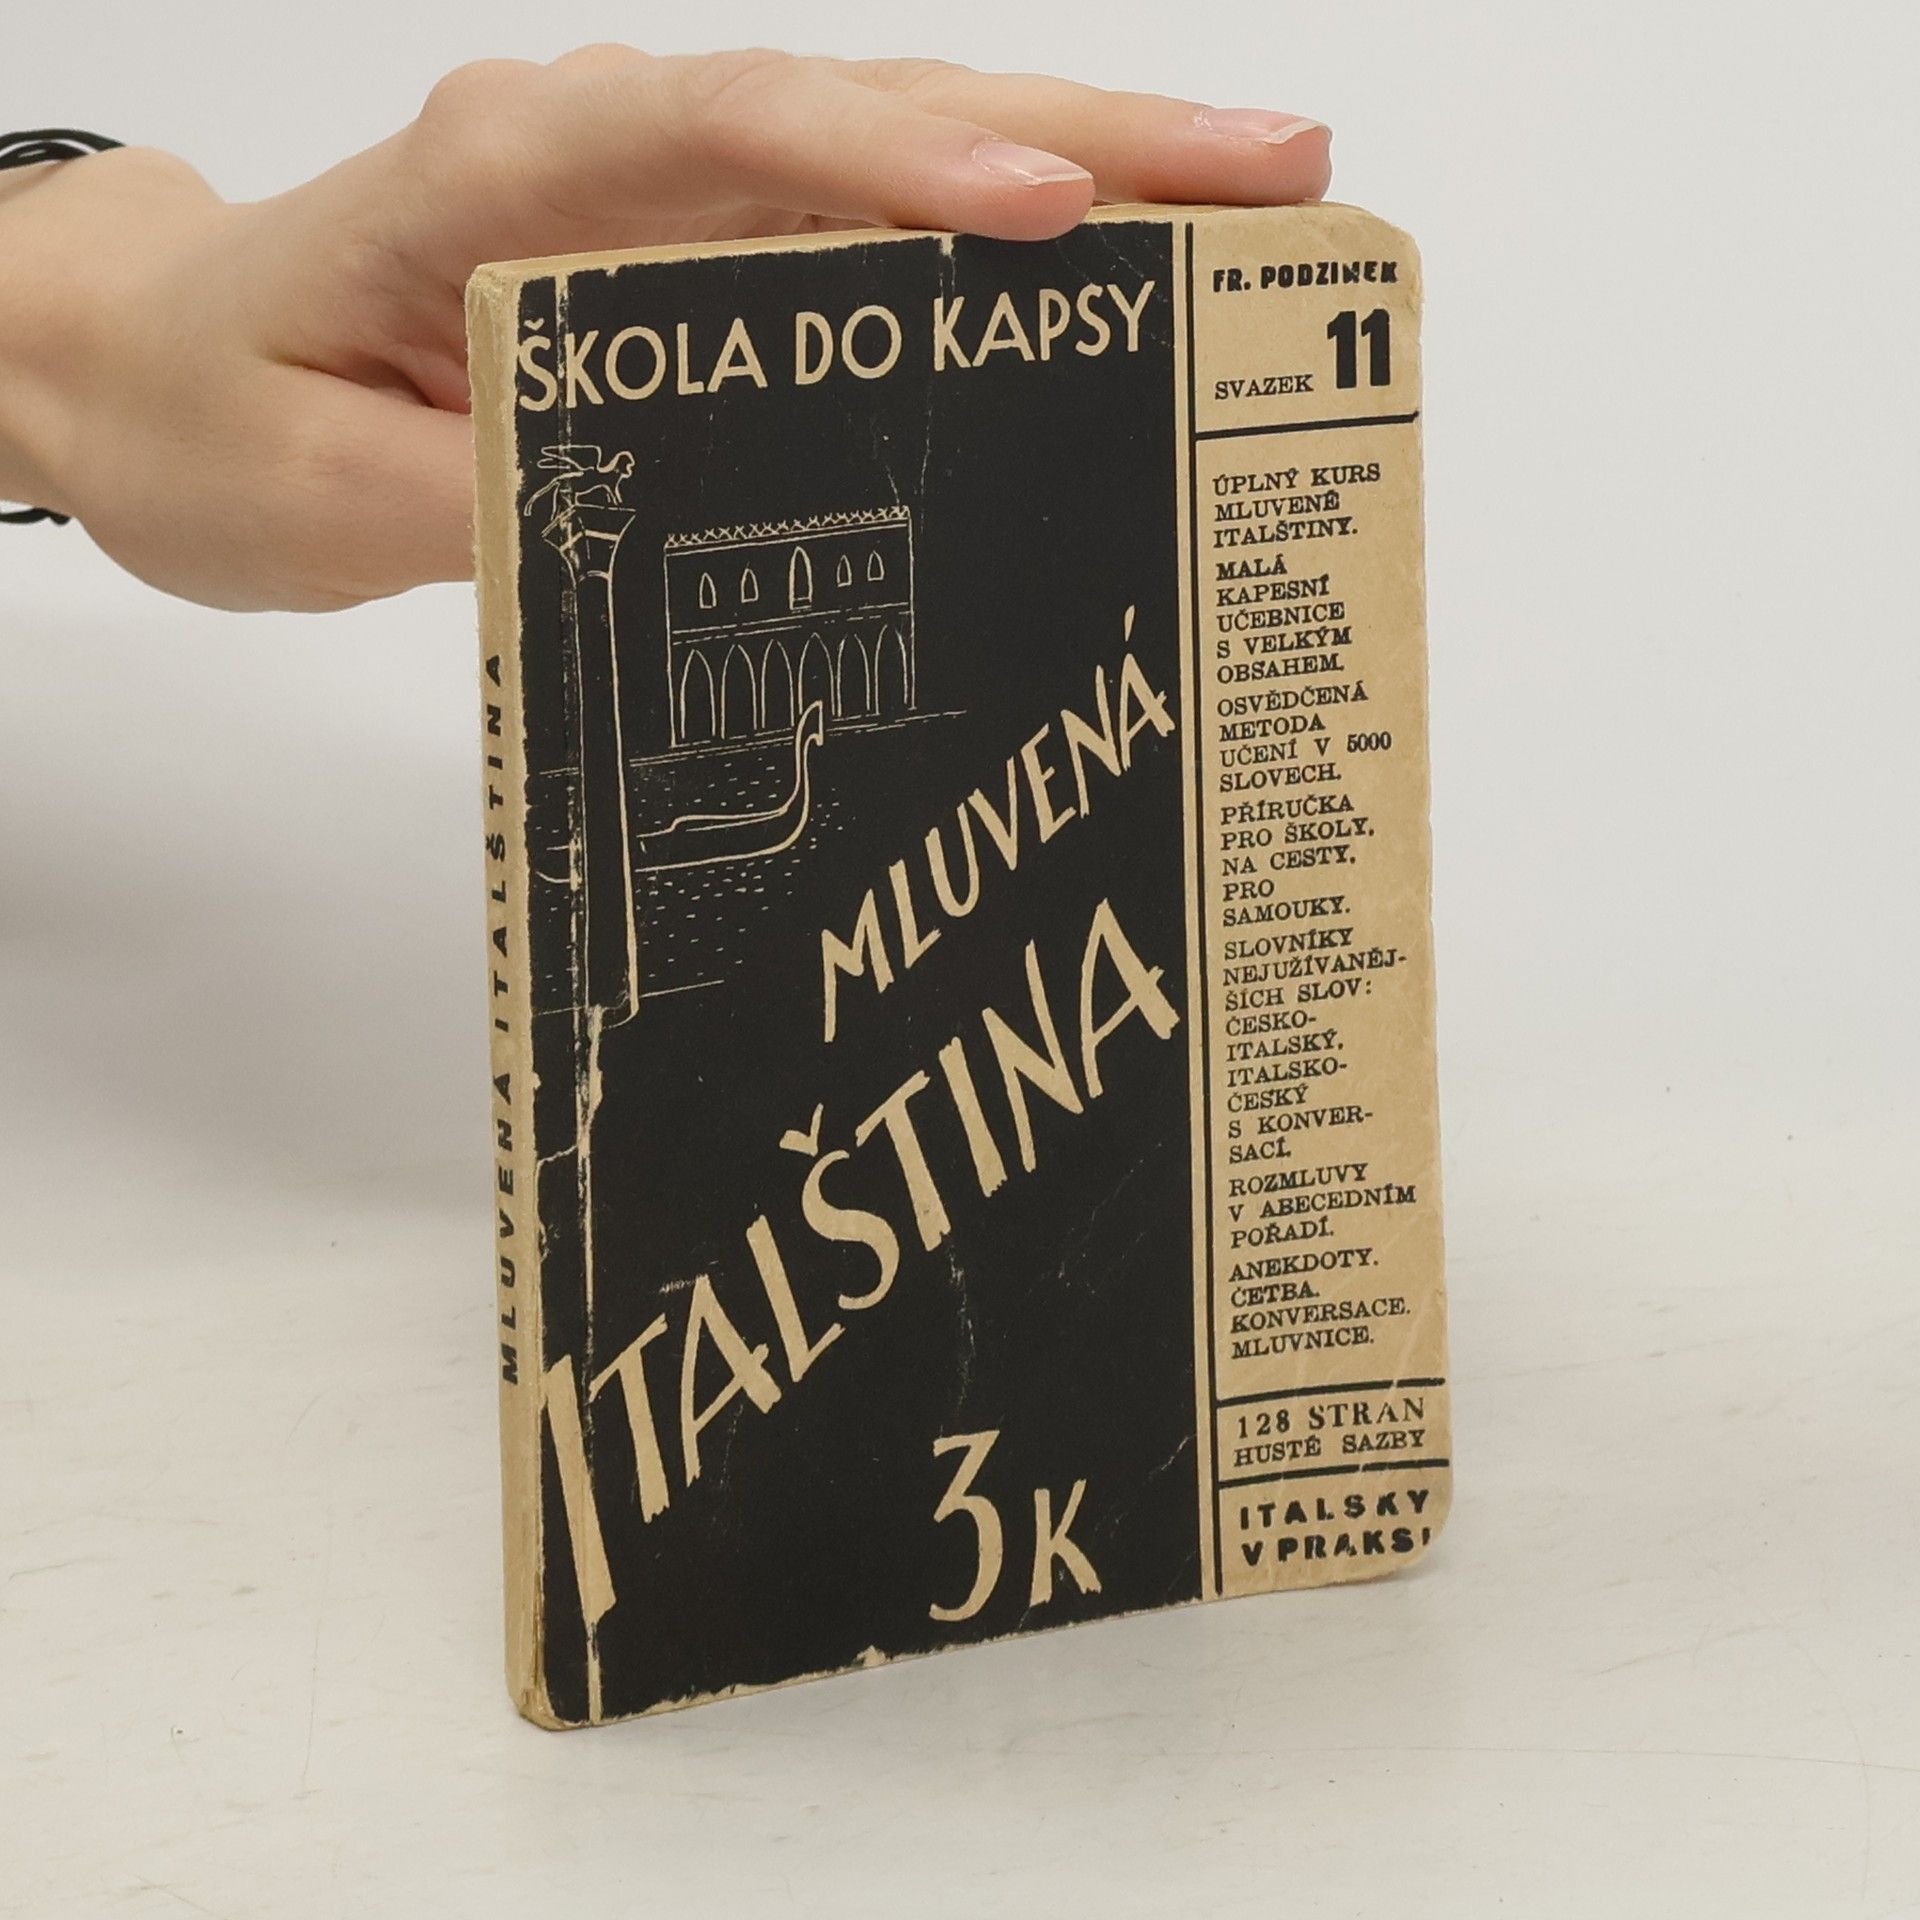 ŠKOLA DO KAPSY
MLUVENÁ
ITALŠTINA
3K
FR. PODZIMEK
SVAZEK 11
ÚPLNÝ KURS
MLUVENÉ
ITALŠTINY.
MALÁ
KAPESNÍ
UČEBNICE
S VELKÝM
OBSAHEM.
OSVĚDČENÁ
METODA
UČENÍ V 5000
SLOVECH.
PŘÍRUČKA
PRO ŠKOLY,
NA CESTY,
PRO
SAMOUKY.
SLOVNÍKY
NEJUŽÍVANĚJ-
ŠÍCH SLOV:
ČESKO-
ITALSKÝ,
ITALSKO-
ČESKÝ
S KONVER-
SACÍ.
ROZMLUVY
V ABECEDNÍM
POŘADÍ.
ANEKDOTY.
ČETBA.
KONVERSACE.
MLUVNICE.
128 STRAN
HUSTÉ SAZBY
ITALSKY
V PRAKSI
MLUVENÁ ITALŠTINA